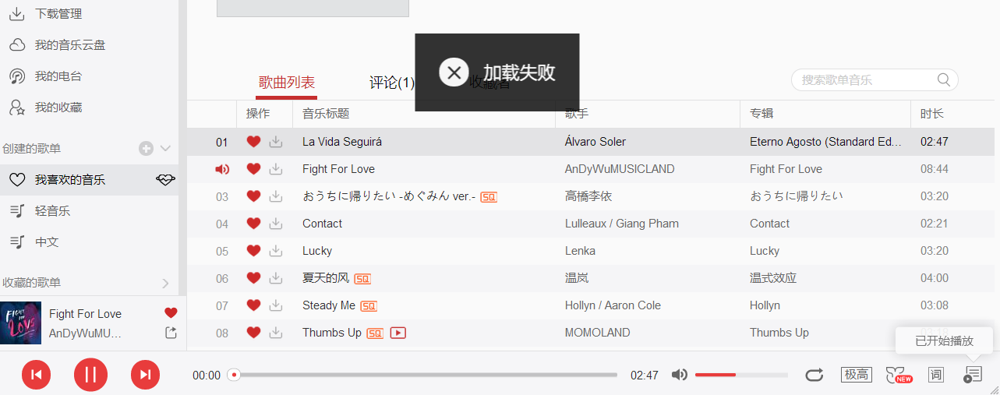 下载管理
我的音乐云盘
我的电台
我的收藏
创建的歌单
我喜欢的音乐
轻音乐
中文
收藏的歌单
Fight For Love
AnDyWuMU...
加载失败
歌曲列表 评论(1) 收藏者
搜索歌单音乐
操作 音乐标题 歌手 专辑 时长
01 La Vida Seguirá Álvaro Soler Eterno Agosto (Standard Ed... 02:47
Fight For Love AnDyWuMUSICLAND Fight For Love 08:44
03 おうちに帰りたい -めぐみん ver.- SQ 高橋李依 おうちに帰りたい 03:20
04 Contact Lulleaux / Giang Pham Contact 02:21
05 Lucky Lenka Lucky 03:20
06 夏天的风 SQ 温岚 温式效应 04:00
07 Steady Me SQ Hollyn / Aaron Cole Hollyn 03:08
08 Thumbs Up SQ MOMOLAND Thumbs Up
已开始播放
00:00 02:47 极高 NEW 词